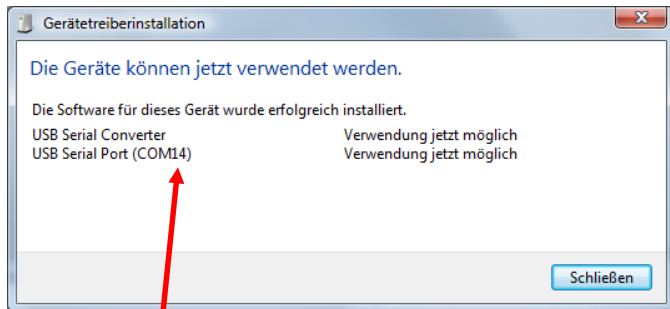 Gerätetreiberinstallation
Die Geräte können jetzt verwendet werden.
Die Software für dieses Gerät wurde erfolgreich installiert.
USB Serial Converter Verwendung jetzt möglich
USB Serial Port (COM14) Verwendung jetzt möglich
Schließen